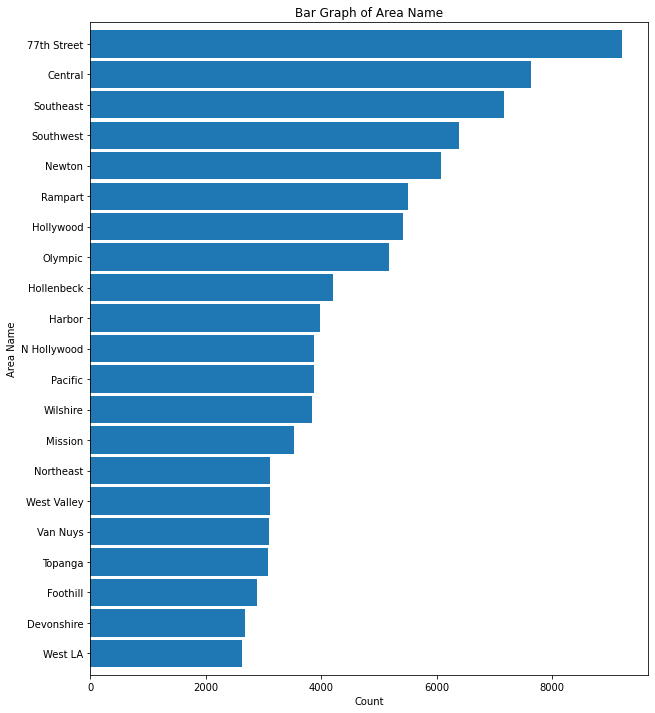 Bar Graph of Area Name
77th Street
Central
Southeast
Southwest
Newton
Rampart
Hollywood
Olympic
Hollenbeck
Harbor
N Hollywood
Pacific
Wilshire
Mission
Northeast
West Valley
Van Nuys
Topanga
Foothill
Devonshire
West LA
Area Name
0 2000 4000 6000 8000
Count